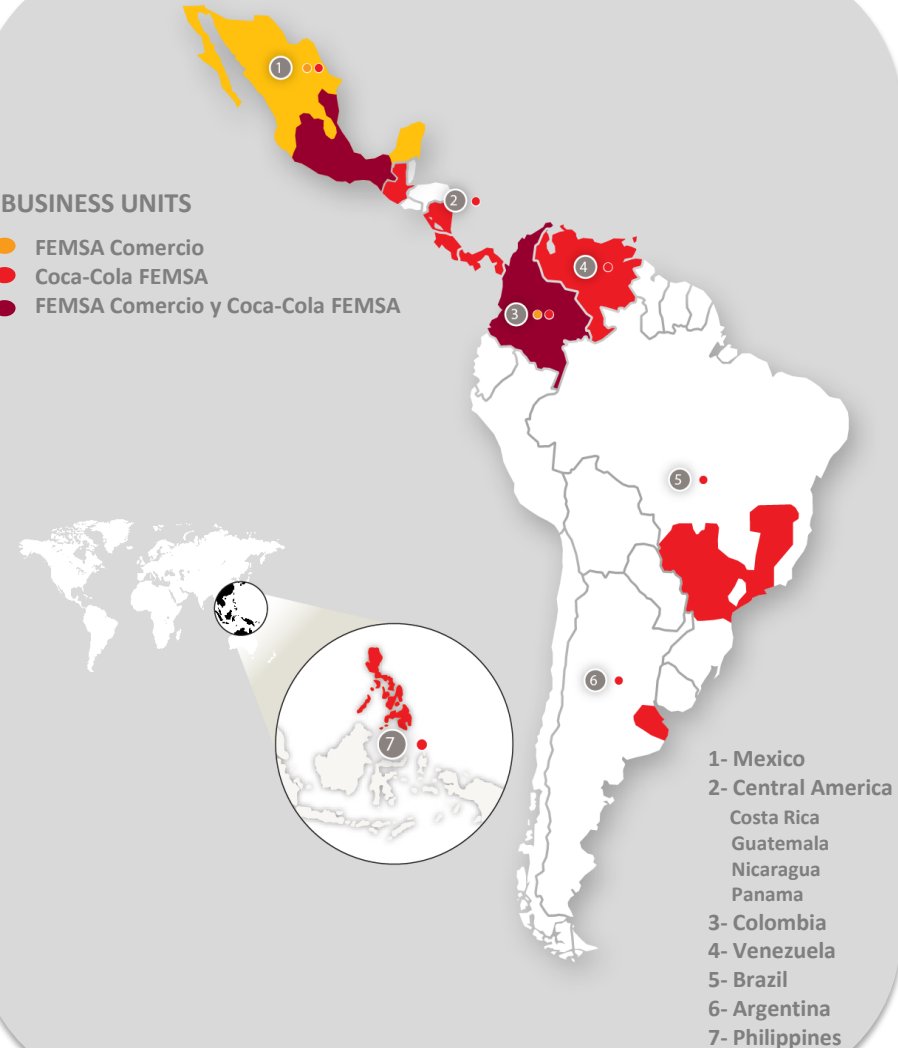 1
2
BUSINESS UNITS
FEMSA Comercio
Coca-Cola FEMSA
FEMSA Comercio y Coca-Cola FEMSA
4
3
5
6
7
1- Mexico
2- Central America
Costa Rica
Guatemala
Nicaragua
Panama
3- Colombia
4- Venezuela
5- Brazil
6- Argentina
7- Philippines